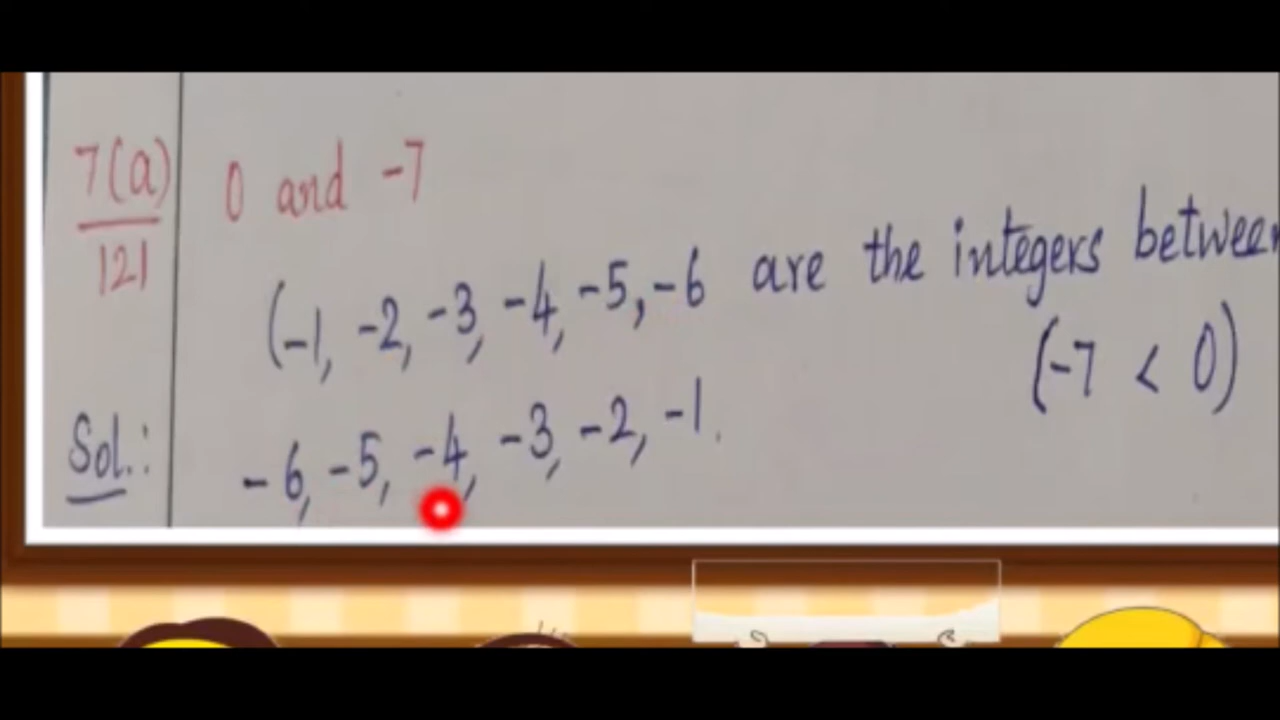 7(a)
121
0 and -7
(-1, -2, -3, -4, -5, -6 are the integers between
(-7 < 0)
Sol.:
-6, -5, -4, -3, -2, -1.